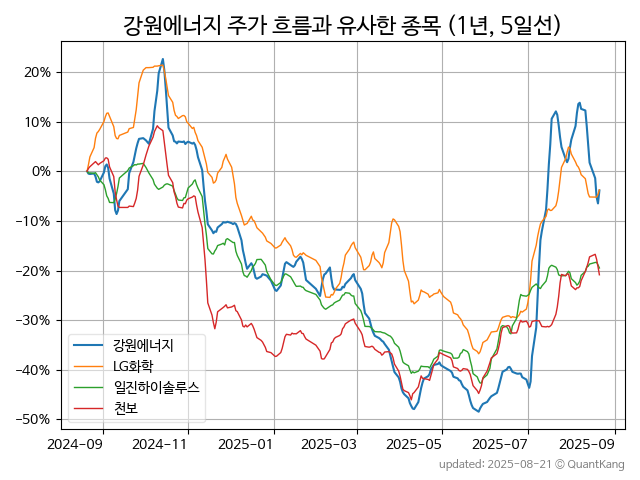 강원에너지 주가 흐름과 유사한 종목 (1년, 5일선)
20%
10%
0%
−10%
−20%
−30%
−40%
−50%
강원에너지
LG화학
일진하이솔루스
천보
2024−09
2024−11
2025−01
2025−03
2025−05
2025−07
2025−09
updated: 2025-08-21 © QuantKang